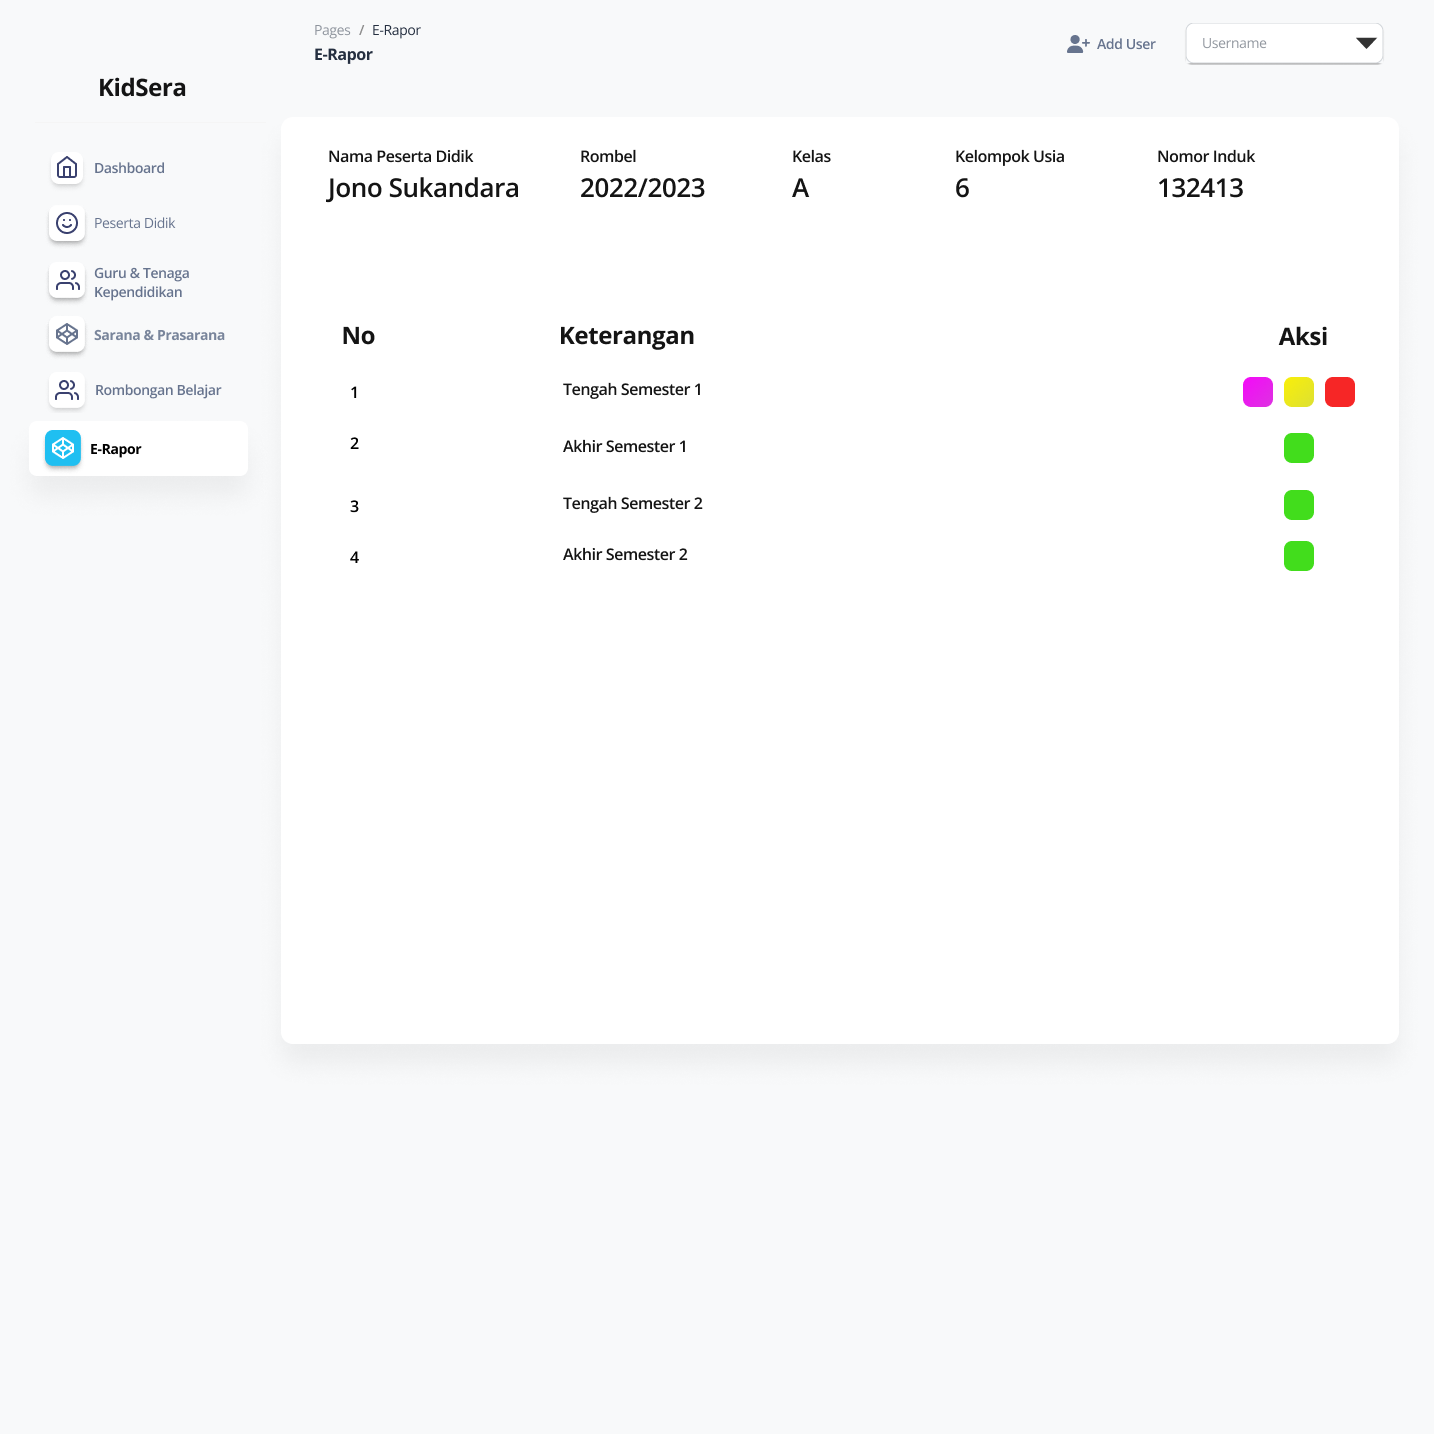 KidSera
Dashboard
Peserta Didik
Guru & Tenaga
Kependidikan
Sarana & Prasarana
Rombongan Belajar
E-Rapor
Pages / E-Rapor
E-Rapor
Add User
Username
Nama Peserta Didik Rombel Kelas Kelompok Usia Nomor Induk
Jono Sukandara 2022/2023 A 6 132413
No Keterangan Aksi
1 Tengah Semester 1
2 Akhir Semester 1
3 Tengah Semester 2
4 Akhir Semester 2